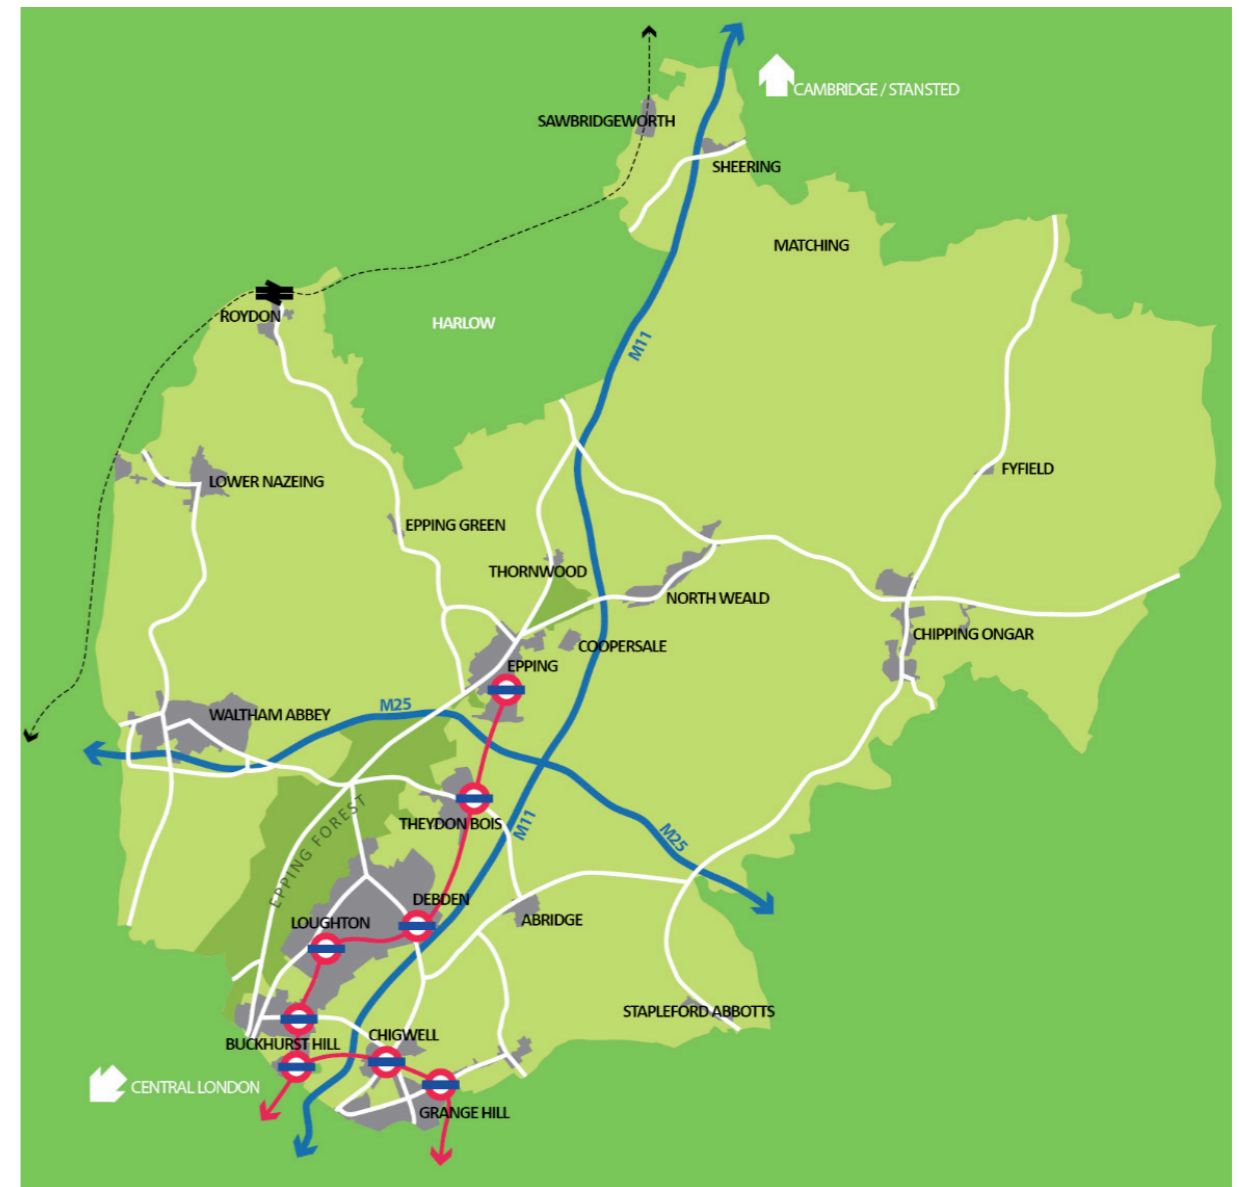 CAMBRIDGE / STANSTED
SAWBRIDGEWORTH
SHEERING
MATCHING
ROYDON
HARLOW
M11
FYFIELD
LOWER NAZEING
EPPING GREEN
THORNWOOD
NORTH WEALD
CHIPPING ONGAR
COOPERSALE
EPPING
M25
WALTHAM ABBEY
THEYDON BOIS
M11
M25
EPPING FOREST
DEBDEN
LOUGHTON
ABRIDGE
STAPLEFORD ABBOTTS
CHIGWELL
BUCKHURST HILL
CENTRAL LONDON
GRANGE HILL